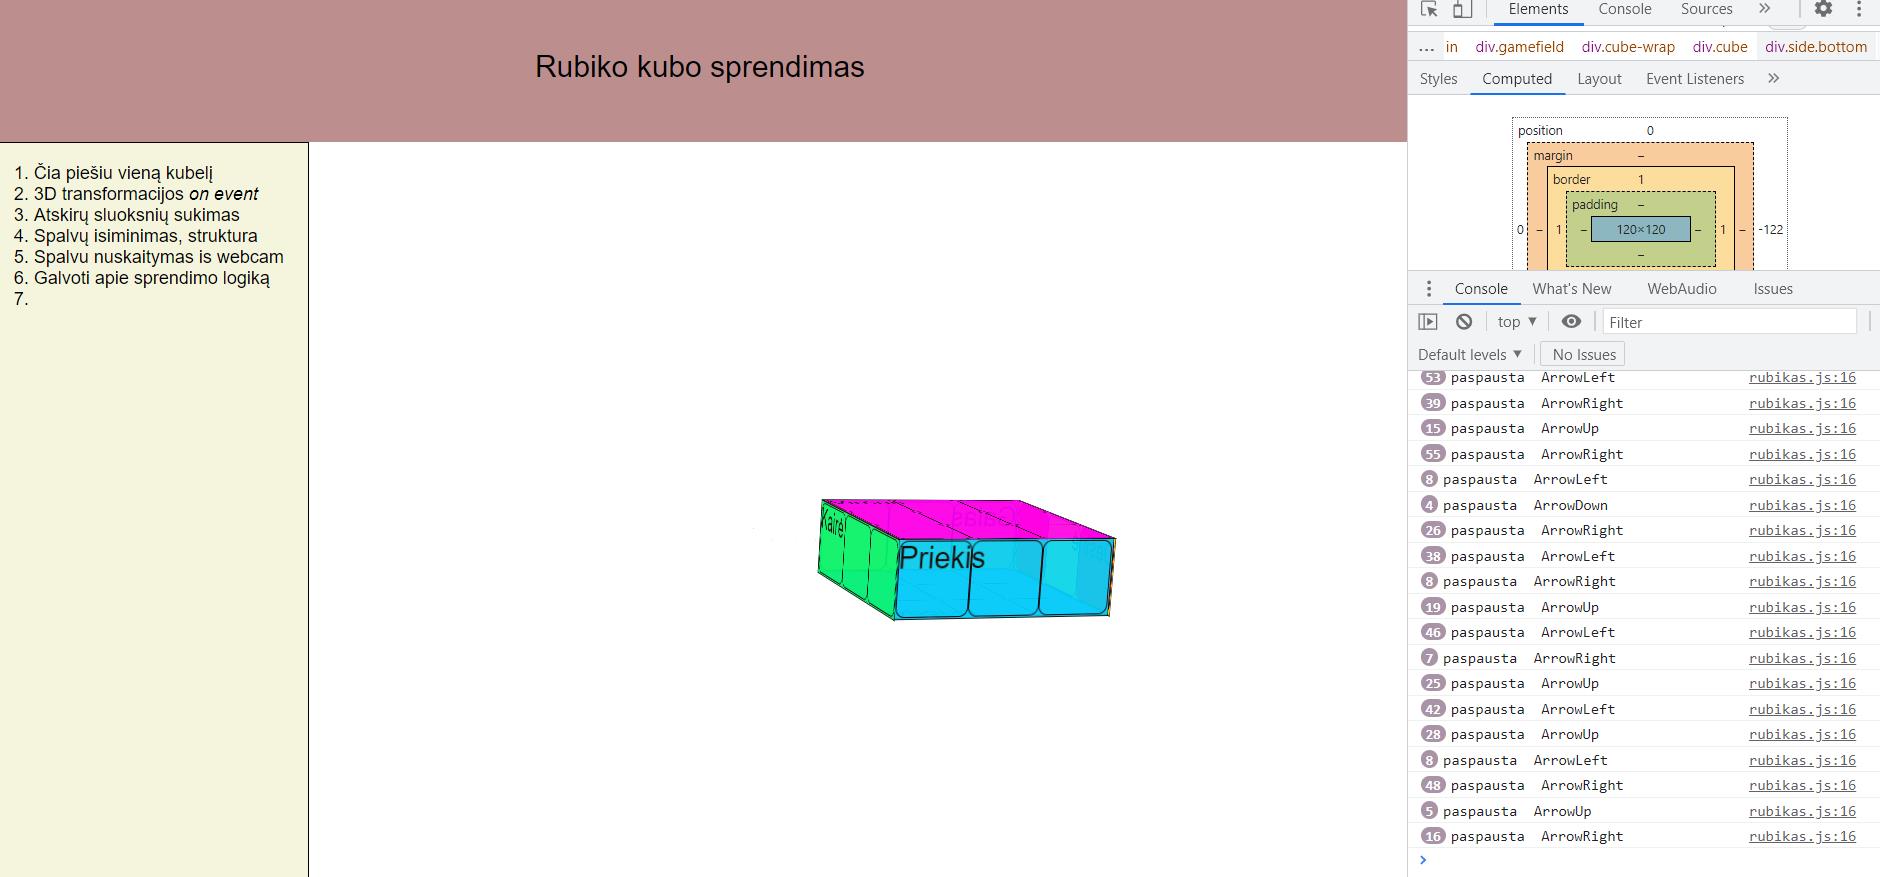 Rubiko kubo sprendimas
1. Čia piešiu vieną kubelį
2. 3D transformacijos on event
3. Atskirų sluoksnių sukimas
4. Spalvų isiminimas, struktura
5. Spalvu nuskaitymas is webcam
6. Galvoti apie sprendimo logiką
7.
Kairė
Priekis
Elements Console Sources »
... in div.gamefield div.cube-wrap div.cube div.side.bottom
Styles Computed Layout Event Listeners »
position 0
margin –
border 1
padding –
0 – 1 – 120×120 – 1 – -122
–
Console What's New WebAudio Issues
top ▼ Filter
Default levels ▼ No Issues
53 paspausta ArrowLeft rubikas.js:16
39 paspausta ArrowRight rubikas.js:16
15 paspausta ArrowUp rubikas.js:16
55 paspausta ArrowRight rubikas.js:16
8 paspausta ArrowLeft rubikas.js:16
4 paspausta ArrowDown rubikas.js:16
26 paspausta ArrowRight rubikas.js:16
38 paspausta ArrowLeft rubikas.js:16
8 paspausta ArrowRight rubikas.js:16
19 paspausta ArrowUp rubikas.js:16
46 paspausta ArrowLeft rubikas.js:16
7 paspausta ArrowRight rubikas.js:16
25 paspausta ArrowUp rubikas.js:16
42 paspausta ArrowLeft rubikas.js:16
28 paspausta ArrowUp rubikas.js:16
8 paspausta ArrowLeft rubikas.js:16
48 paspausta ArrowRight rubikas.js:16
5 paspausta ArrowUp rubikas.js:16
16 paspausta ArrowRight rubikas.js:16